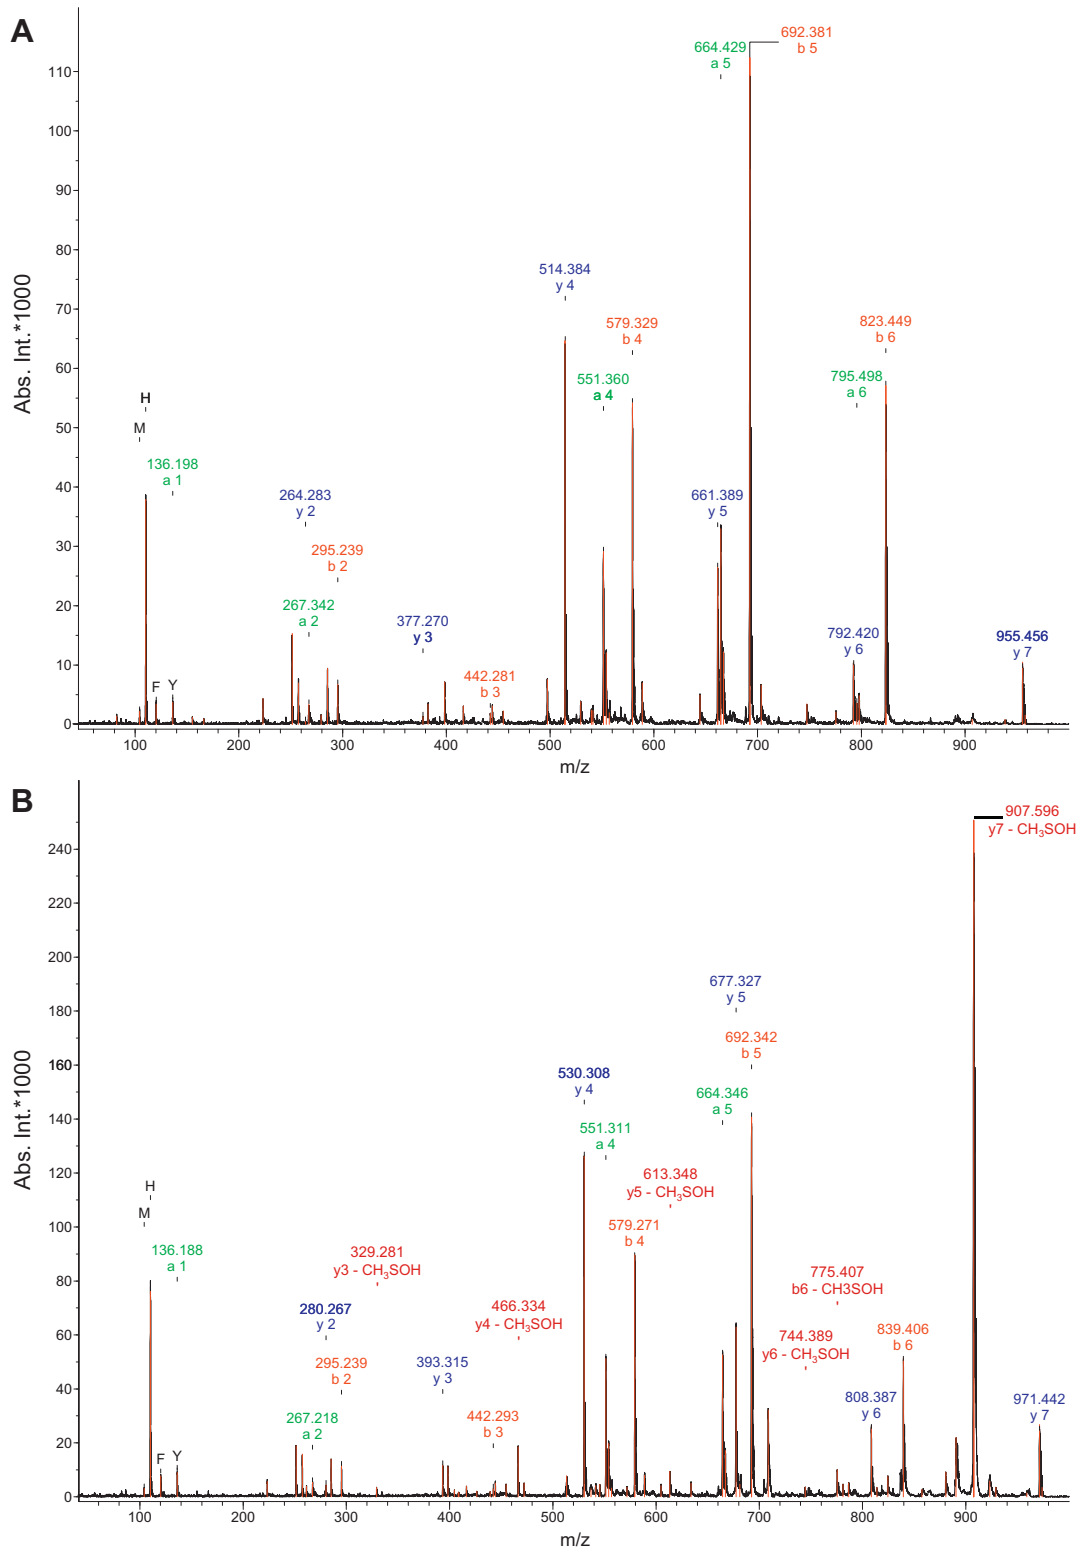 A
692.381
b 5
664.429
a 5
110
100
90
80
514.384
y 4
70
579.329
b 4
823.449
b 6
60
551.360
a 4
795.498
a 6
50
H
M
136.198
a 1
40
264.283
y 2
661.389
y 5
295.239
b 2
30
267.342
a 2
20
377.270
y 3
792.420
y 6
955.456
y 7
442.281
b 3
10
F Y
0
100 200 300 400 500 600 700 800 900
m/z
Abs. Int.*1000
B
907.596
y7 - CH₃SOH
240
220
200
677.327
y 5
180
692.342
b 5
160
530.308
y 4
664.346
a 5
140
551.311
a 4
120
613.348
y5 - CH₃SOH
H
M
579.271
b 4
100
136.188
a 1
329.281
y3 - CH₃SOH
80
775.407
b6 - CH3SOH
280.267
y 2
466.334
y4 - CH₃SOH
744.389
y6 - CH₃SOH
60
295.239
b 2
393.315
y 3
839.406
b 6
40
267.218
a 2
442.293
b 3
808.387
y 6
971.442
y 7
20
F Y
0
100 200 300 400 500 600 700 800 900
m/z
Abs. Int.*1000